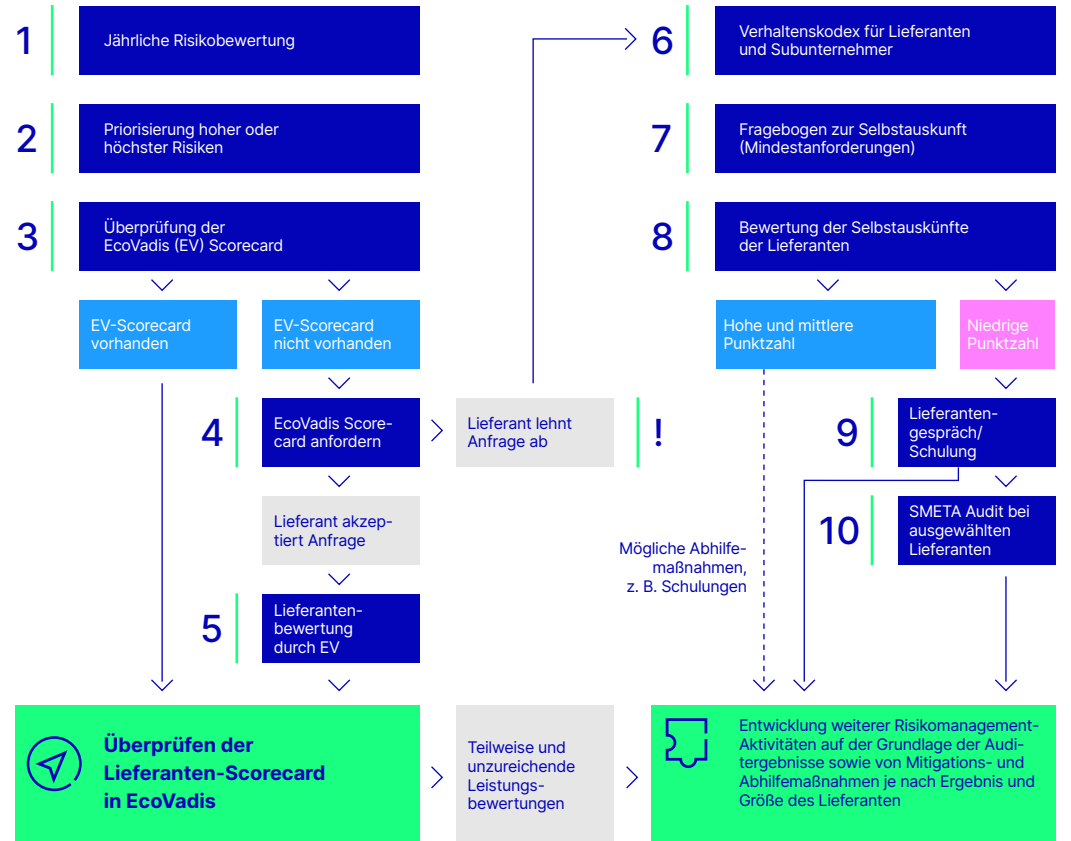 1
Jährliche Risikobewertung
2
Priorisierung hoher oder
höchster Risiken
3
Überprüfung der
EcoVadis (EV) Scorecard
EV-Scorecard
vorhanden
EV-Scorecard
nicht vorhanden
4
EcoVadis Score-
card anfordern
Lieferant lehnt
Anfrage ab
!
Lieferant akzep-
tiert Anfrage
5
Lieferanten-
bewertung
durch EV
6
Verhaltenskodex für Lieferanten
und Subunternehmer
7
Fragebogen zur Selbstauskunft
(Mindestanforderungen)
8
Bewertung der Selbstauskünfte
der Lieferanten
Hohe und mittlere
Punktzahl
Niedrige
Punktzahl
9
Lieferanten-
gespräch/
Schulung
10
SMETA Audit bei
ausgewählten
Lieferanten
Mögliche Abhilfe-
maßnahmen,
z. B. Schulungen
Überprüfen der
Lieferanten-Scorecard
in EcoVadis
Teilweise und
unzureichende
Leistungs-
bewertungen
Entwicklung weiterer Risikomanagement-
Aktivitäten auf der Grundlage der Audi-
tergebnisse sowie von Mitigations- und
Abhilfemaßnahmen je nach Ergebnis und
Größe des Lieferanten